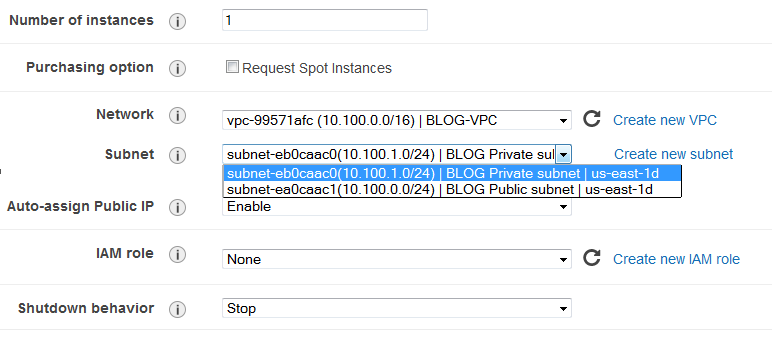 Number of instances i 1
Purchasing option i Request Spot Instances
Network i vpc-99571afc (10.100.0.0/16) | BLOG-VPC Create new VPC
Subnet i subnet-eb0caac0(10.100.1.0/24) | BLOG Private sul Create new subnet
subnet-eb0caac0(10.100.1.0/24) | BLOG Private subnet | us-east-1d
subnet-ea0caac1(10.100.0.0/24) | BLOG Public subnet | us-east-1d
Auto-assign Public IP i Enable
IAM role i None Create new IAM role
Shutdown behavior i Stop